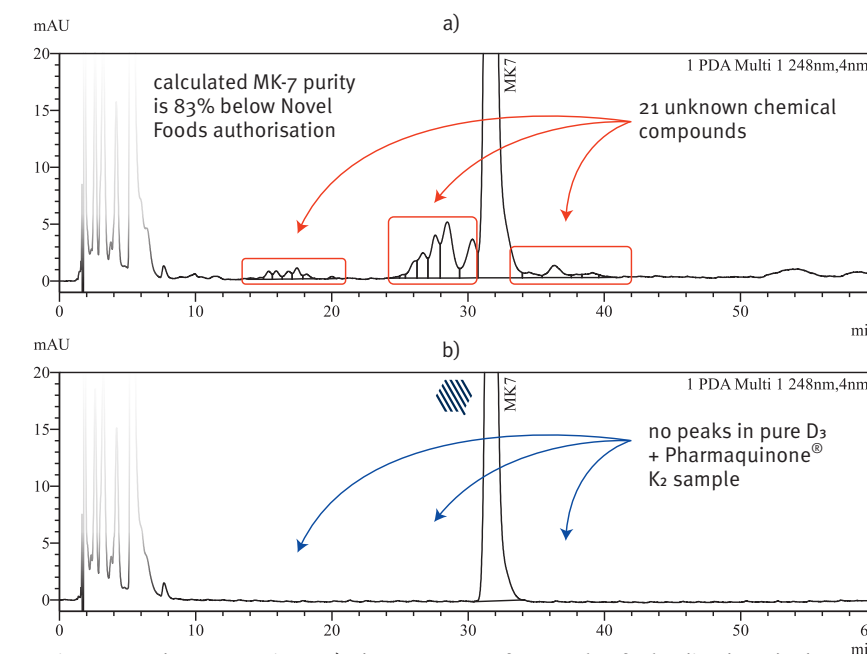 a)
mAU
20
15
10
5
0
calculated MK-7 purity
is 83% below Novel
Foods authorisation
MK7
1 PDA Multi 1 248nm,4nm
21 unknown chemical
compounds
0 10 20 30 40 50
b)
mAU
20
15
10
5
0
MK7
1 PDA Multi 1 248nm,4nm
no peaks in pure D3
+ Pharmaquinone®
K2 sample
0 10 20 30 40 50